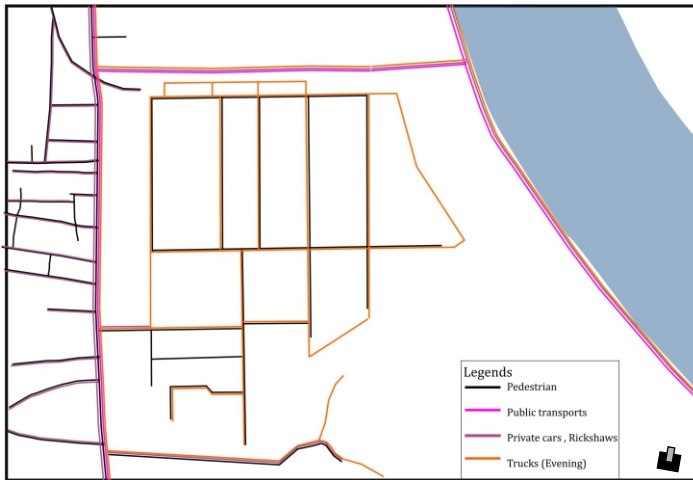 Legends
Pedestrian
Public transports
Private cars , Rickshaws
Trucks (Evening)